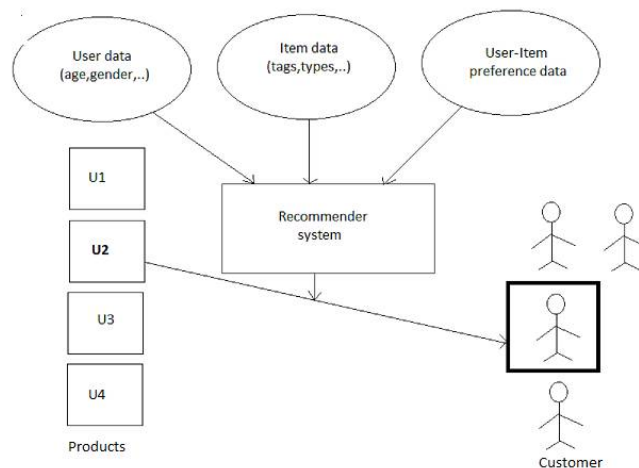 User data
(age,gender,..)
Item data
(tags,types,..)
User-Item
preference data
U1
U2
U3
U4
Recommender
system
Products
Customer